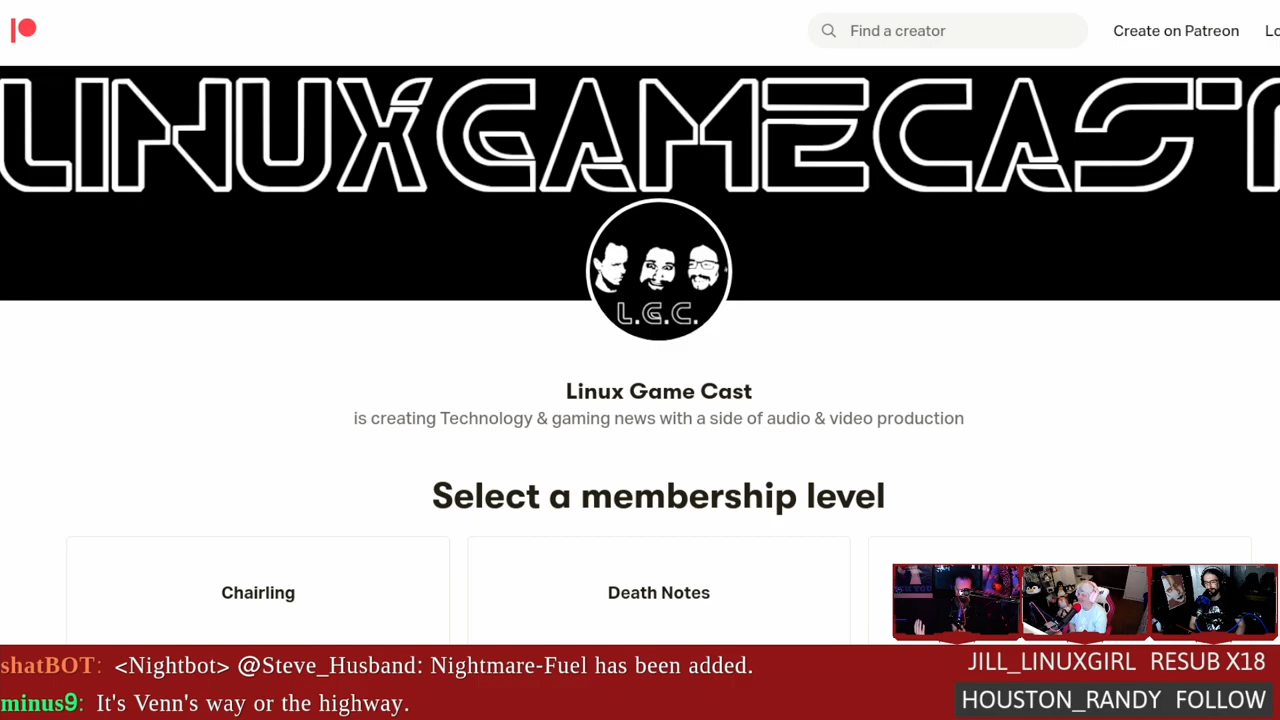 Find a creator
Create on Patreon
Lo
LINUXGAMECAST
L.G.C.
Linux Game Cast
is creating Technology & gaming news with a side of audio & video production
Select a membership level
Chairling
Death Notes
shatBOT: <Nightbot> @Steve_Husband: Nightmare-Fuel has been added.
minus9: It's Venn's way or the highway.
JILL_LINUXGIRL RESUB X18
HOUSTON_RANDY FOLLOW